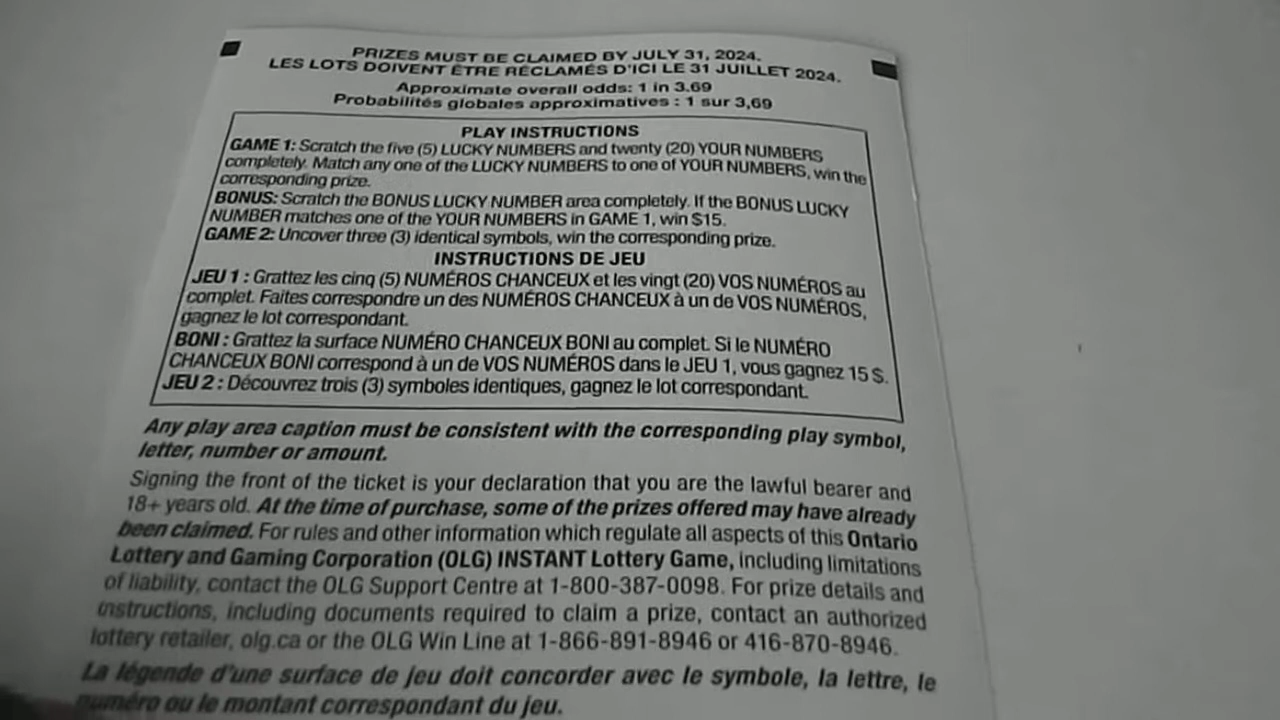 PRIZES MUST BE CLAIMED BY JULY 31, 2024.
LES LOTS DOIVENT ÊTRE RÉCLAMÉS D'ICI LE 31 JUILLET 2024.
Approximate overall odds: 1 in 3.69
Probabilités globales approximatives : 1 sur 3,69
PLAY INSTRUCTIONS
GAME 1: Scratch the five (5) LUCKY NUMBERS and twenty (20) YOUR NUMBERS
completely. Match any one of the LUCKY NUMBERS to one of YOUR NUMBERS, win the
corresponding prize.
BONUS: Scratch the BONUS LUCKY NUMBER area completely. If the BONUS LUCKY
NUMBER matches one of the YOUR NUMBERS in GAME 1, win $15.
GAME 2: Uncover three (3) identical symbols, win the corresponding prize.
INSTRUCTIONS DE JEU
JEU 1 : Grattez les cinq (5) NUMÉROS CHANCEUX et les vingt (20) VOS NUMÉROS au
complet. Faites correspondre un des NUMÉROS CHANCEUX à un de VOS NUMÉROS,
gagnez le lot correspondant.
BONI : Grattez la surface NUMÉRO CHANCEUX BONI au complet. Si le NUMÉRO
CHANCEUX BONI correspond à un de VOS NUMÉROS dans le JEU 1, vous gagnez 15 $.
JEU 2 : Découvrez trois (3) symboles identiques, gagnez le lot correspondant.
Any play area caption must be consistent with the corresponding play symbol,
letter, number or amount.
Signing the front of the ticket is your declaration that you are the lawful bearer and
18+ years old. At the time of purchase, some of the prizes offered may have already
been claimed. For rules and other information which regulate all aspects of this Ontario
Lottery and Gaming Corporation (OLG) INSTANT Lottery Game, including limitations
of liability, contact the OLG Support Centre at 1-800-387-0098. For prize details and
instructions, including documents required to claim a prize, contact an authorized
lottery retailer, olg.ca or the OLG Win Line at 1-866-891-8946 or 416-870-8946.
La légende d'une surface de jeu doit concorder avec le symbole, la lettre, le
numéro ou le montant correspondant du jeu.